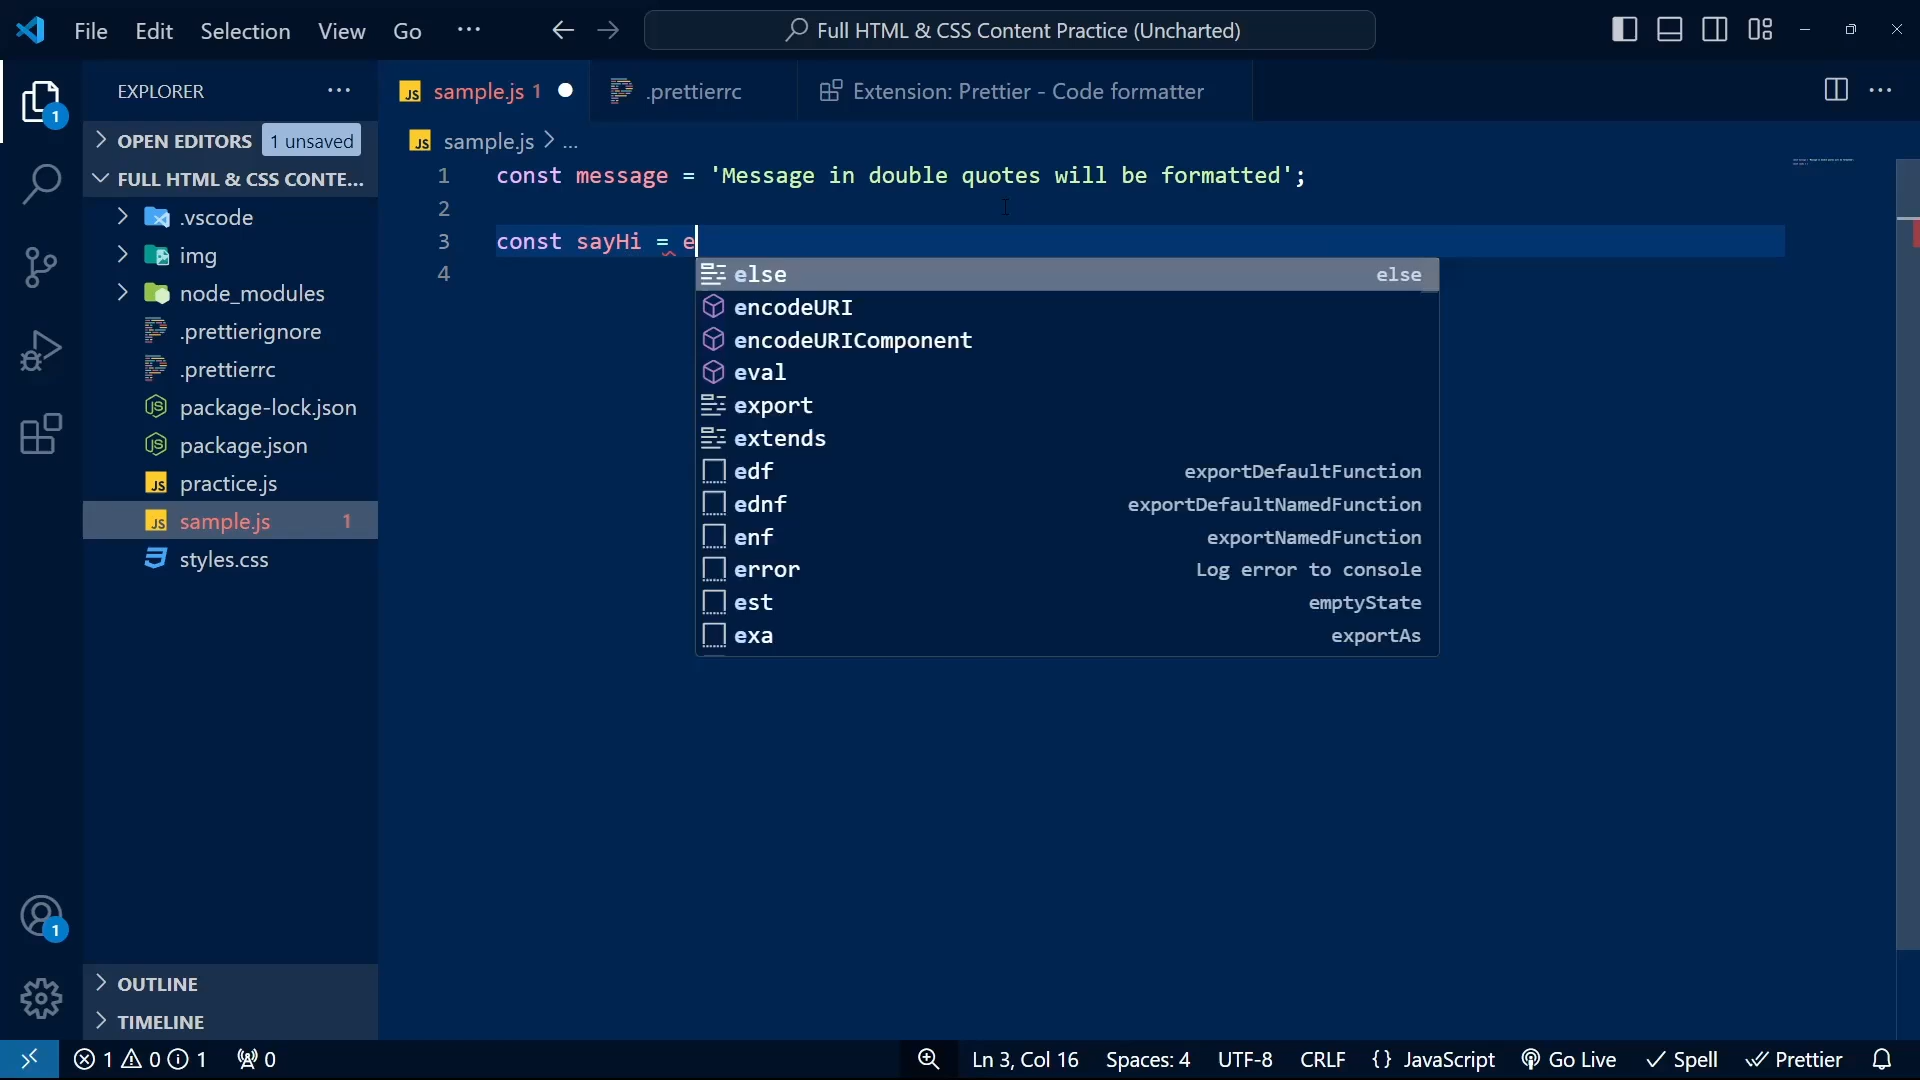 File Edit Selection View Go ...
Full HTML & CSS Content Practice (Uncharted)
EXPLORER ...
OPEN EDITORS 1 unsaved
FULL HTML & CSS CONTE...
.vscode
img
node_modules
.prettierignore
.prettierrc
package-lock.json
package.json
practice.js
sample.js 1
styles.css
OUTLINE
TIMELINE
1
1
sample.js 1
.prettierrc
Extension: Prettier - Code formatter
sample.js > ...
1 const message = 'Message in double quotes will be formatted';
2
3 const sayHi = e
4
else else
encodeURI
encodeURIComponent
eval
export
extends
edf exportDefaultFunction
ednf exportDefaultNamedFunction
enf exportNamedFunction
error Log error to console
est emptyState
exa exportAs
1 0 1 0 Ln 3, Col 16 Spaces: 4 UTF-8 CRLF {} JavaScript Go Live Spell Prettier